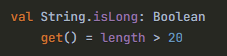 val String.isLong: Boolean
    get() = length > 20